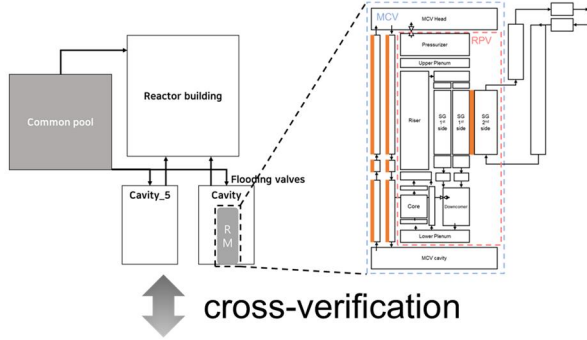 MCV
MCV Head
RPV
Pressurizer
Upper Plenum
Reactor building
Common pool
Riser
SG 1st side
SG 1st side
SG 2nd side
Flooding valves
Cavity_5
Cavity
RM
Core
Downcomer
Lower Plenum
MCV cavity
cross-verification